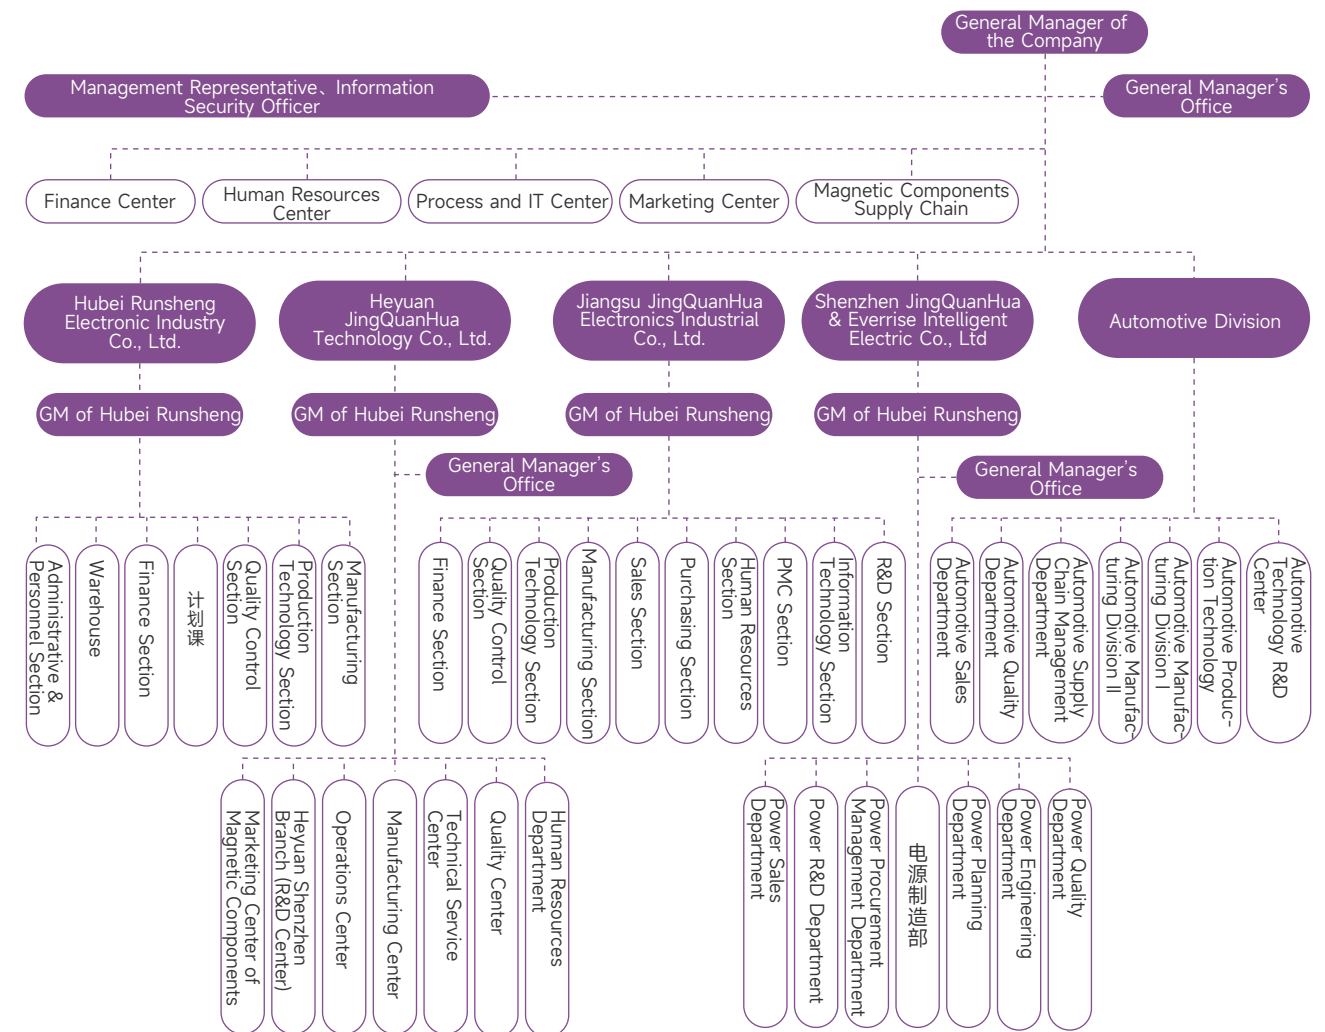 General Manager of
the Company
Management Representative、Information
Security Officer
General Manager's
Office
Finance Center
Human Resources
Center
Process and IT Center
Marketing Center
Magnetic Components
Supply Chain
Hubei Runsheng
Electronic Industry
Co., Ltd.
Heyuan
JingQuanHua
Technology Co., Ltd.
Jiangsu JingQuanHua
Electronics Industrial
Co., Ltd.
Shenzhen JingQuanHua
& Everrise Intelligent
Electric Co., Ltd
Automotive Division
GM of Hubei Runsheng
GM of Hubei Runsheng
GM of Hubei Runsheng
GM of Hubei Runsheng
General Manager's
Office
General Manager's
Office
Administrative &
Personnel Section
Warehouse
Finance Section
计划课
Quality Control
Section
Production
Technology Section
Manufacturing
Section
Finance Section
Quality Control
Section
Production
Technology Section
Manufacturing Section
Sales Section
Purchasing Section
Human Resources
Section
PMC Section
Information
Technology Section
R&D Section
Automotive Sales
Department
Automotive Quality
Department
Automotive Supply
Chain Management
Department
Automotive Manufac-
turing Division II
Automotive Manufac-
turing Division I
Automotive Produc-
tion Technology
Automotive
Technology R&D
Center
Marketing Center of
Magnetic Components
Heyuan Shenzhen
Branch (R&D Center)
Operations Center
Manufacturing Center
Technical Service
Center
Quality Center
Human Resources
Department
Power Sales
Department
Power R&D Department
Power Procurement
Management Department
电源制造部
Power Planning
Department
Power Engineering
Department
Power Quality
Department